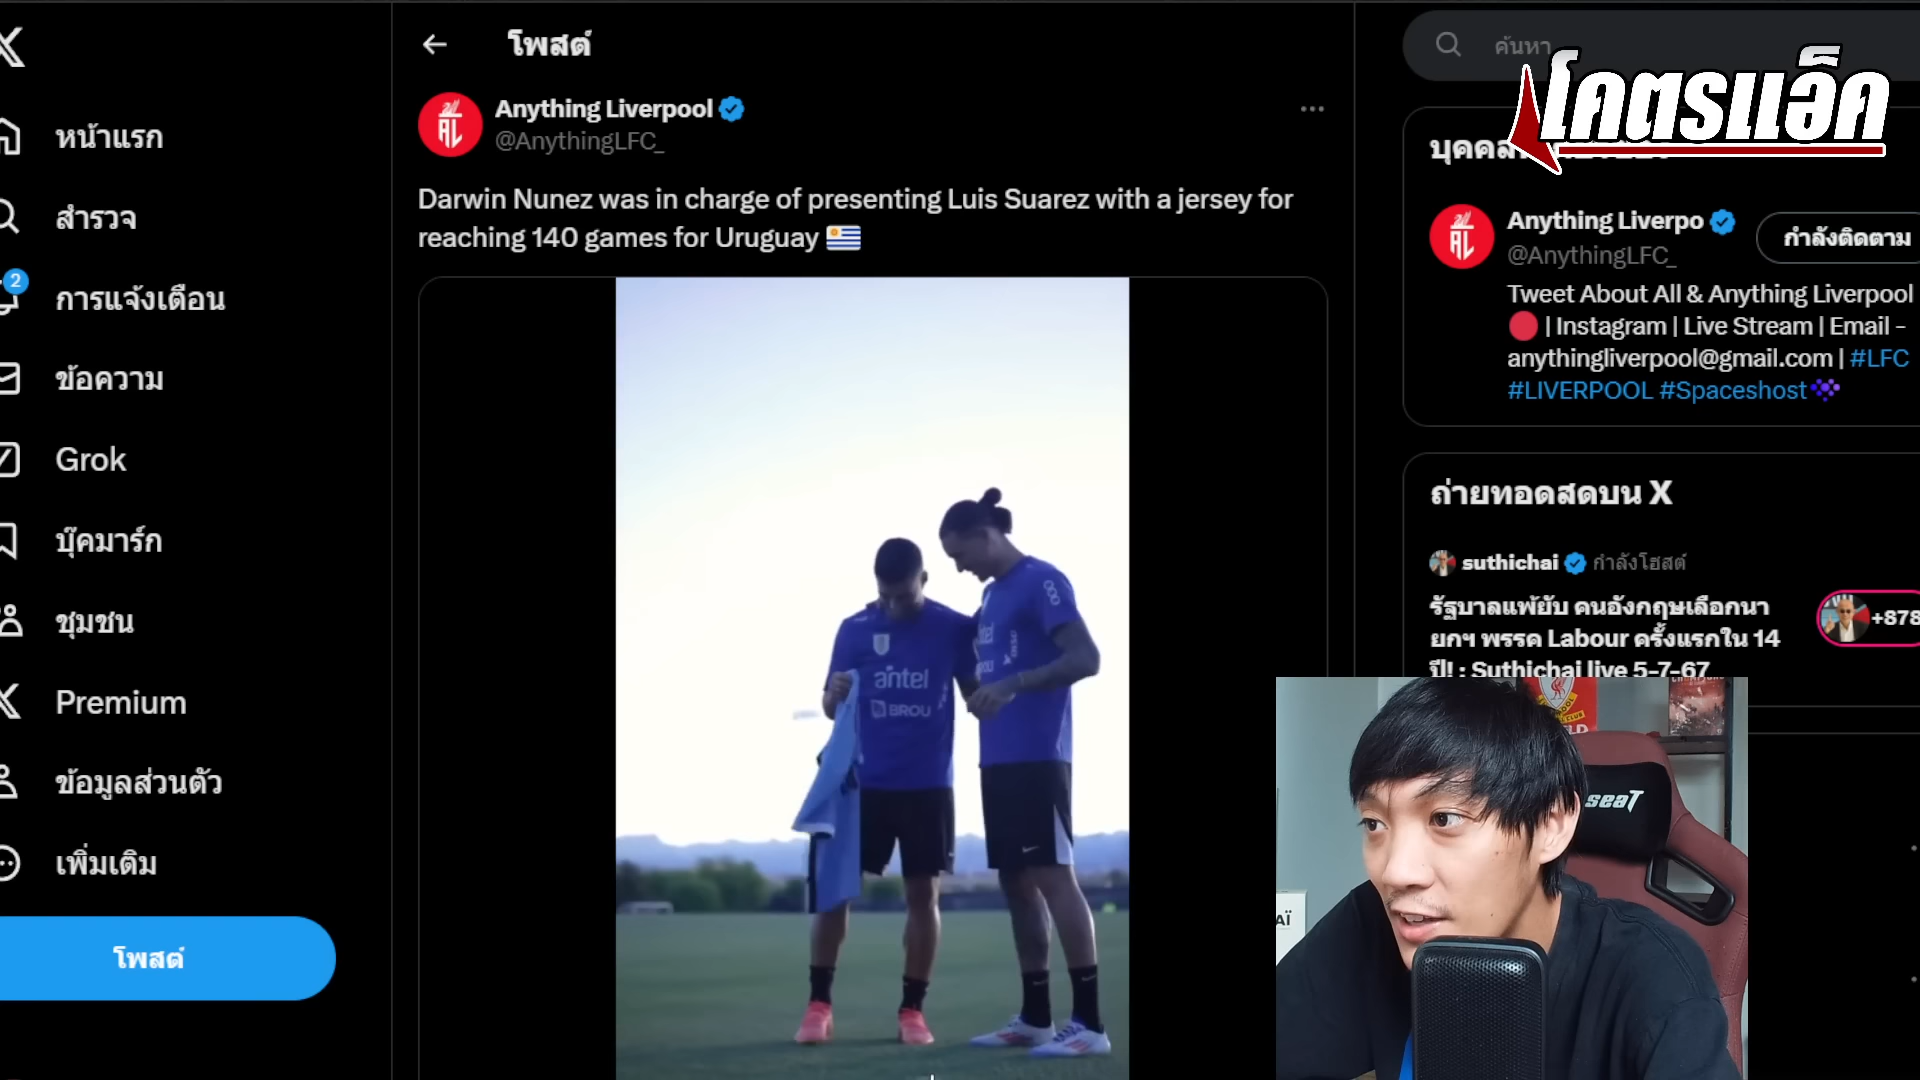 โพสต์
ค้นหา
โคตรแอ็ค
Anything Liverpool
@AnythingLFC_
Darwin Nunez was in charge of presenting Luis Suarez with a jersey for
reaching 140 games for Uruguay
antel
BROU
หน้าแรก
สำรวจ
2
การแจ้งเตือน
ข้อความ
Grok
บุ๊คมาร์ก
ชุมชน
Premium
ข้อมูลส่วนตัว
เพิ่มเติม
โพสต์
Anything Liverpo
@AnythingLFC_
กำลังติดตาม
Tweet About All & Anything Liverpool
| Instagram | Live Stream | Email -
anythingliverpool@gmail.com | #LFC
#LIVERPOOL #Spaceshost
ถ่ายทอดสดบน X
suthichai กำลังโฮสต์
รัฐบาลแพ้ยับ คนอังกฤษเลือกนา
ยกฯ พรรค Labour ครั้งแรกใน 14
ปี! : Suthichai live 5-7-67
+878
seaT